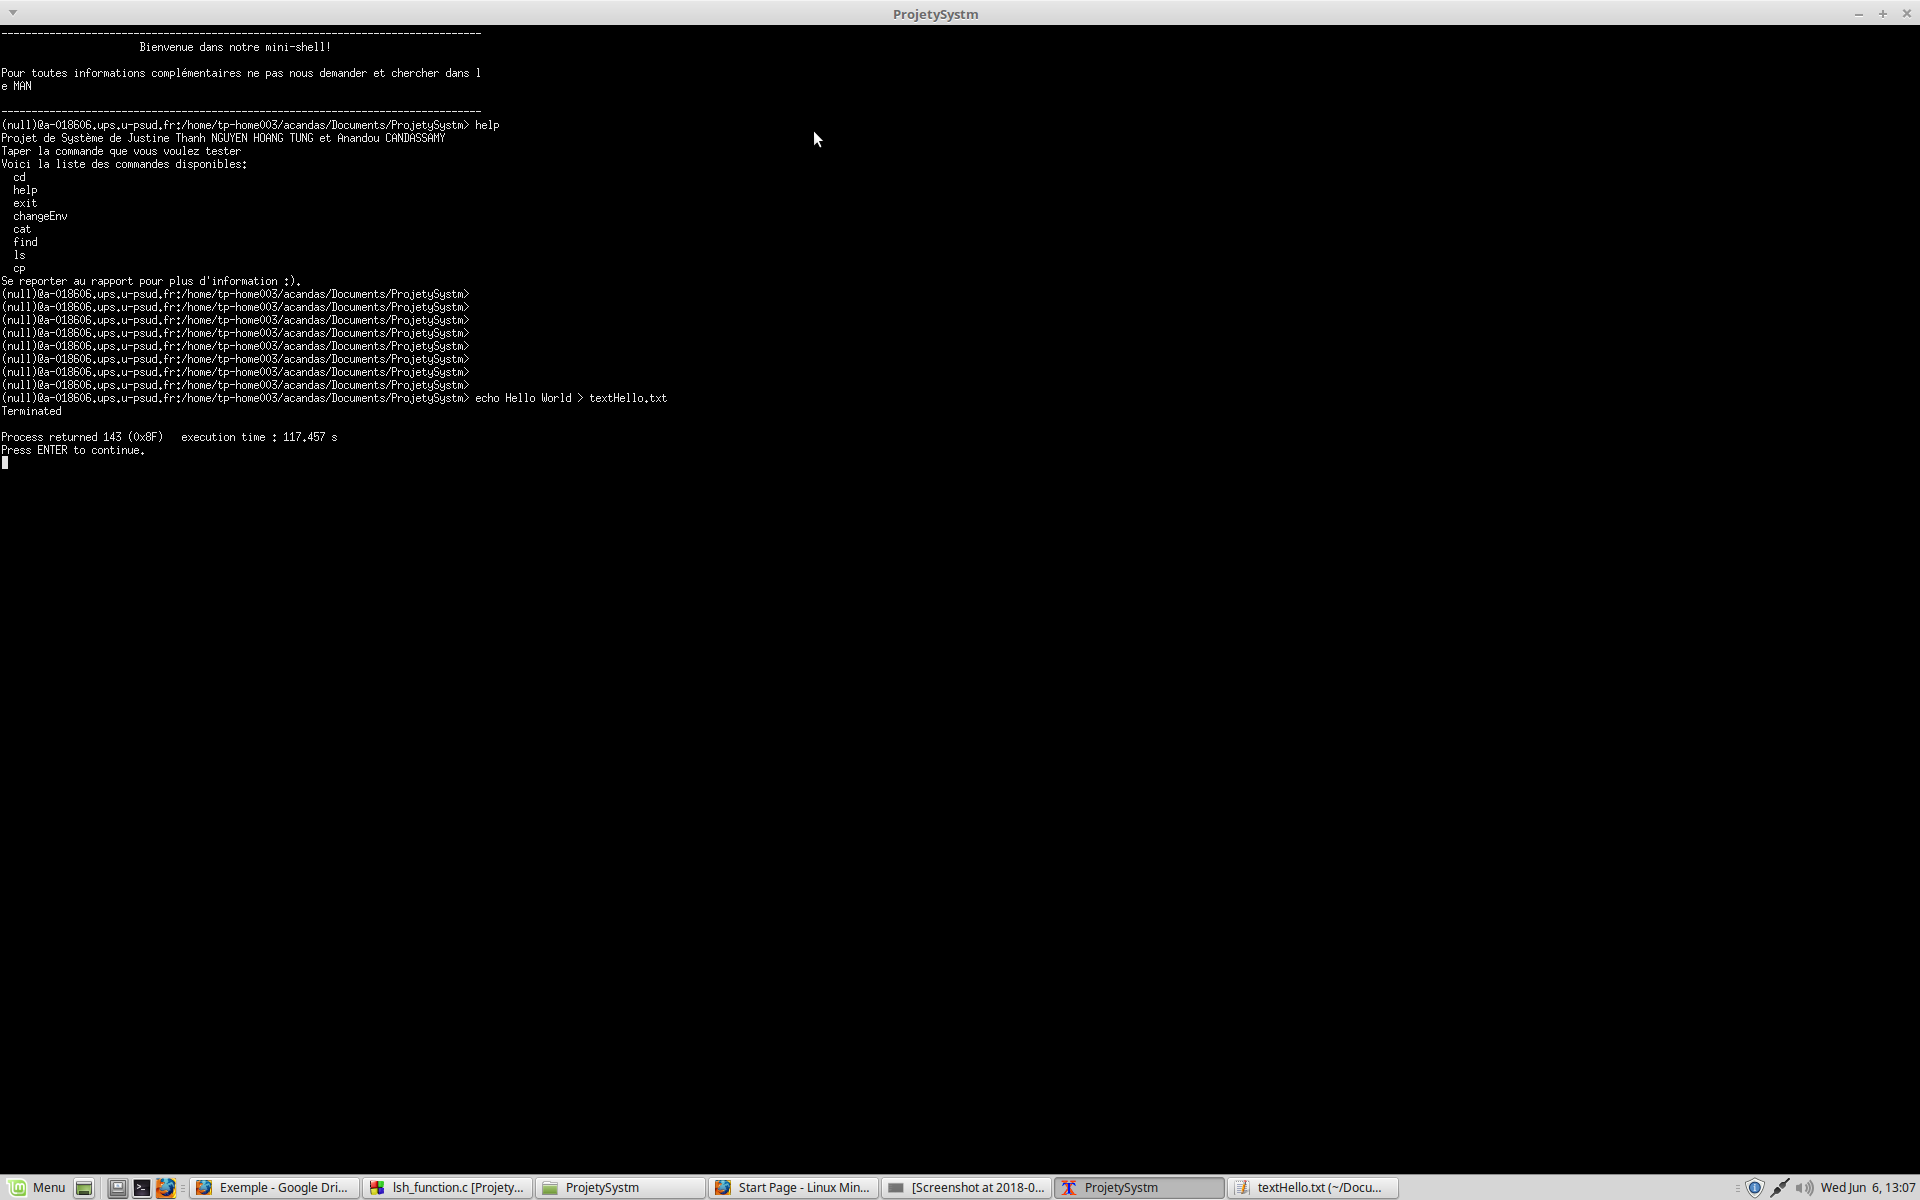 ProjetySystm
--------------------------------------------------------------------------------
Bienvenue dans notre mini-shell!
Pour toutes informations complémentaires ne pas nous demander et chercher dans l
e MAN
--------------------------------------------------------------------------------
(null)@a-018606.ups.u-psud.fr:/home/tp-home003/acandas/Documents/ProjetySystm> help
Projet de Système de Justine Thanh NGUYEN HOANG TUNG et Anandou CANDASSAMY
Taper la commande que vous voulez tester
Voici la liste des commandes disponibles:
cd
help
exit
changeEnv
cat
find
ls
cp
Se reporter au rapport pour plus d'information :).
(null)@a-018606.ups.u-psud.fr:/home/tp-home003/acandas/Documents/ProjetySystm>
(null)@a-018606.ups.u-psud.fr:/home/tp-home003/acandas/Documents/ProjetySystm>
(null)@a-018606.ups.u-psud.fr:/home/tp-home003/acandas/Documents/ProjetySystm>
(null)@a-018606.ups.u-psud.fr:/home/tp-home003/acandas/Documents/ProjetySystm>
(null)@a-018606.ups.u-psud.fr:/home/tp-home003/acandas/Documents/ProjetySystm>
(null)@a-018606.ups.u-psud.fr:/home/tp-home003/acandas/Documents/ProjetySystm>
(null)@a-018606.ups.u-psud.fr:/home/tp-home003/acandas/Documents/ProjetySystm>
(null)@a-018606.ups.u-psud.fr:/home/tp-home003/acandas/Documents/ProjetySystm>
(null)@a-018606.ups.u-psud.fr:/home/tp-home003/acandas/Documents/ProjetySystm> echo Hello World > textHello.txt
Terminated
Process returned 143 (0x8F)   execution time : 117.457 s
Press ENTER to continue.
Menu Exemple - Google Dri... lsh_function.c [Projety... ProjetySystm Start Page - Linux Min... [Screenshot at 2018-0... ProjetySystm textHello.txt (~/Docu... Wed Jun 6, 13:07